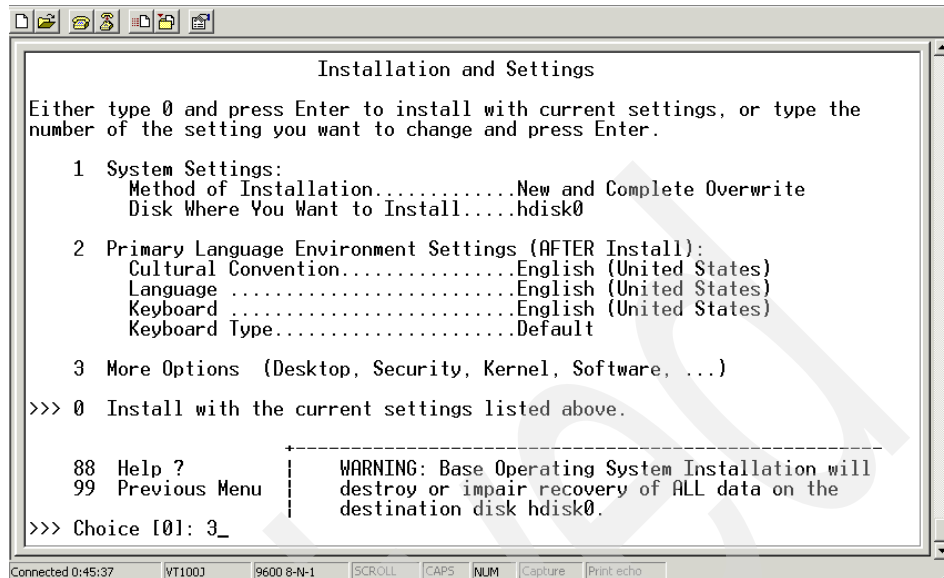 Installation and Settings
Either type 0 and press Enter to install with current settings, or type the
number of the setting you want to change and press Enter.
1 System Settings:
Method of Installation.............New and Complete Overwrite
Disk Where You Want to Install.....hdisk0
2 Primary Language Environment Settings (AFTER Install):
Cultural Convention................English (United States)
Language ..........................English (United States)
Keyboard ..........................English (United States)
Keyboard Type......................Default
3 More Options (Desktop, Security, Kernel, Software, ...)
>>> 0 Install with the current settings listed above.
88 Help ?
99 Previous Menu
WARNING: Base Operating System Installation will
destroy or impair recovery of ALL data on the
destination disk hdisk0.
>>> Choice [0]: 3_
Connected 0:45:37 VT100J 9600 8-N-1 SCROLL CAPS NUM Capture Print echo